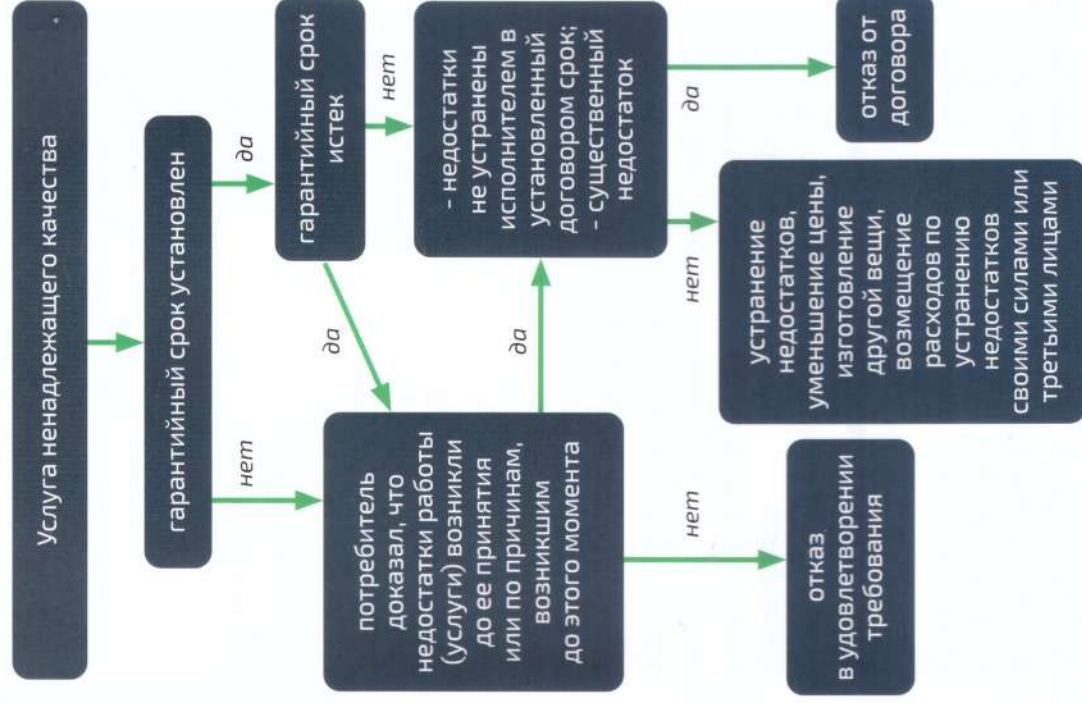 Услуга ненадлежащего качества
гарантийный срок установлен
нет
да
гарантийный срок
истек
да
нет
потребитель
доказал, что
недостатки работы
(услуги) возникли
до ее принятия
или по причинам,
возникшим
до этого момента
да
- недостатки
не устранены
исполнителем в
установленный
договором срок;
- существенный
недостаток
нет
нет
да
отказ
в удовлетворении
требования
устранение
недостатков,
уменьшение цены,
изготовление
другой вещи,
возмещение
расходов по
устранению
недостатков
своими силами или
третьими лицами
отказ от
договора